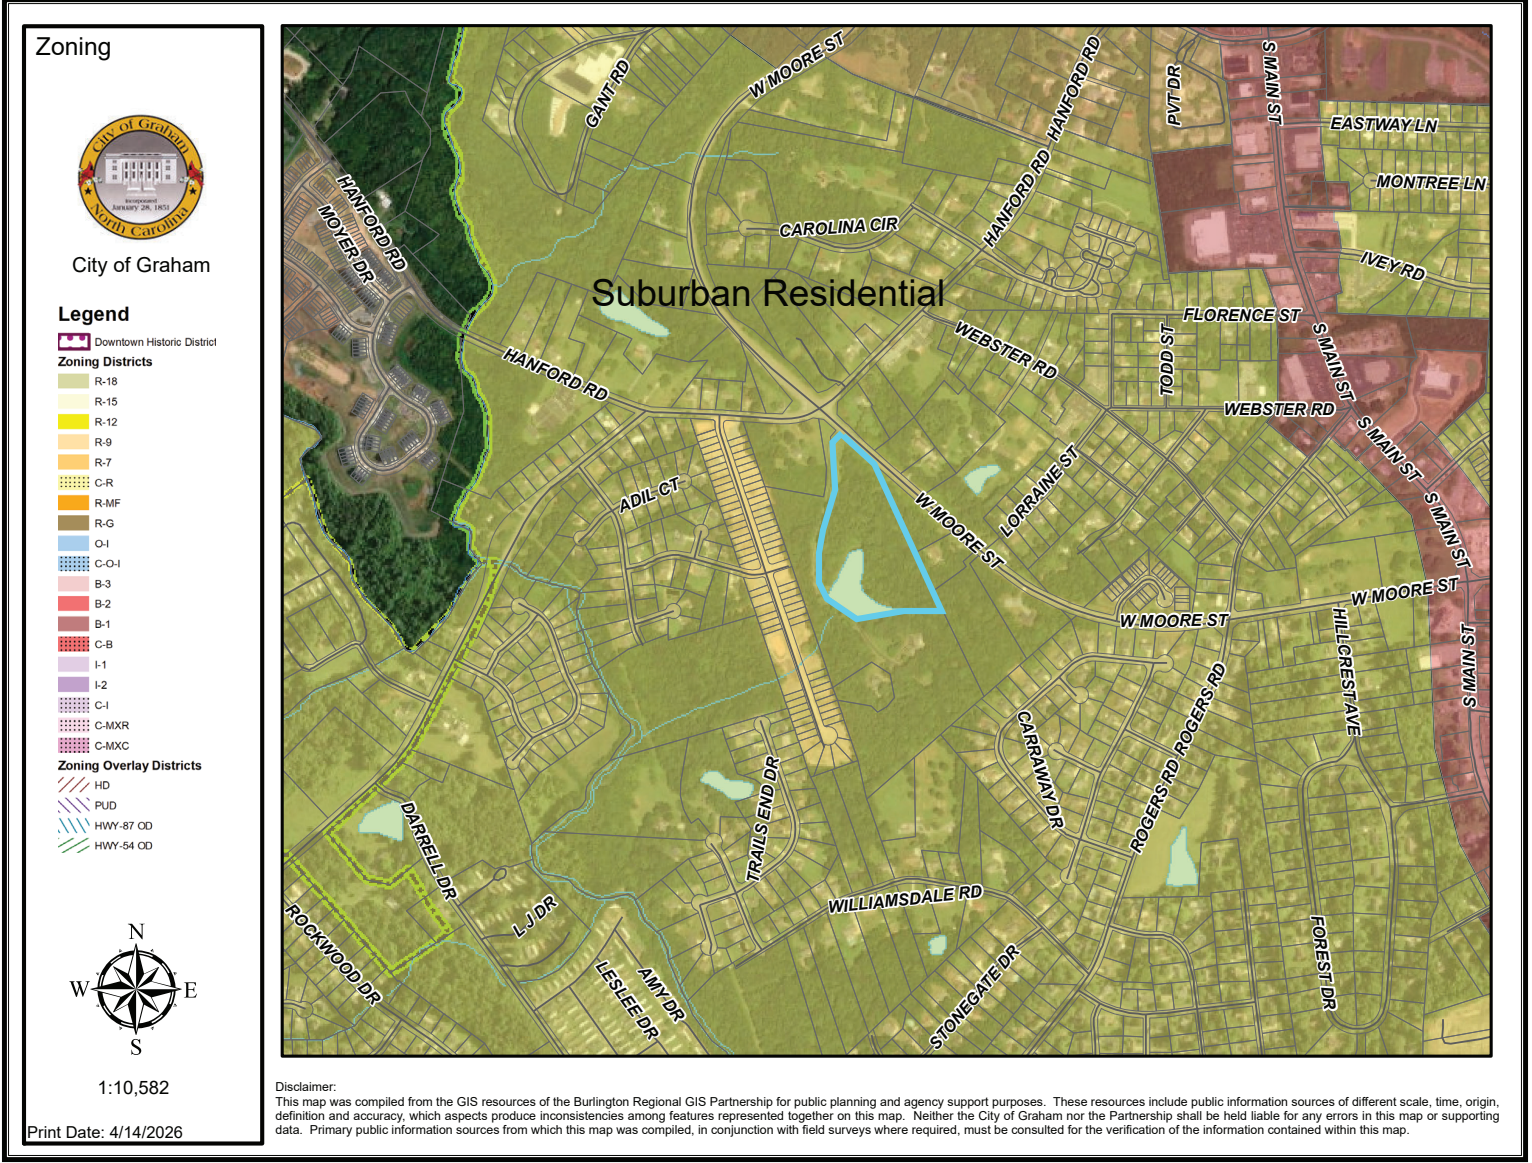 Zoning
City of Graham
Incorporated
January 28, 1851
North Carolina
City of Graham
Legend
Downtown Historic District
Zoning Districts
R-18
R-15
R-12
R-9
R-7
C-R
R-MF
R-G
O-I
C-O-I
B-3
B-2
B-1
C-B
I-1
I-2
C-I
C-MXR
C-MXC
Zoning Overlay Districts
HD
PUD
HWY-87 OD
HWY-54 OD
N
W E
S
1:10,582
Print Date: 4/14/2026
GANT RD
W MOORE ST
HANFORD RD
PVT DR
S MAIN ST
EASTWAY LN
MONTREE LN
HANFORD RD
HANFORD RD
MOYER DR
CAROLINA CIR
IVEY RD
Suburban Residential
FLORENCE ST
WEBSTER RD
TODD ST
S MAIN ST
HANFORD RD
WEBSTER RD
S MAIN ST
ADIL CT
LORRAINE ST
W MOORE ST
S MAIN ST
W MOORE ST
W MOORE ST
HILLCREST AVE
S MAIN ST
ROGERS RD
CARRAWAY DR
ROGERS RD
TRAILS END DR
DARRELL DR
WILLIAMSDALE RD
L J DR
ROCKWOOD DR
AMY DR
LESLEE DR
STONEGATE DR
FOREST DR
Disclaimer:
This map was compiled from the GIS resources of the Burlington Regional GIS Partnership for public planning and agency support purposes.  These resources include public information sources of different scale, time, origin,
definition and accuracy, which aspects produce inconsistencies among features represented together on this map.  Neither the City of Graham nor the Partnership shall be held liable for any errors in this map or supporting
data.  Primary public information sources from which this map was compiled, in conjunction with field surveys where required, must be consulted for the verification of the information contained within this map.